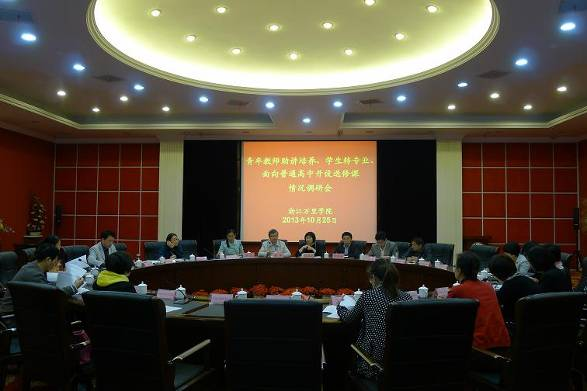 青年教师助讲培养、学生转专业、
面向普通高中开设选修课
情况调研会
浙江万里学院
2013年10月25日